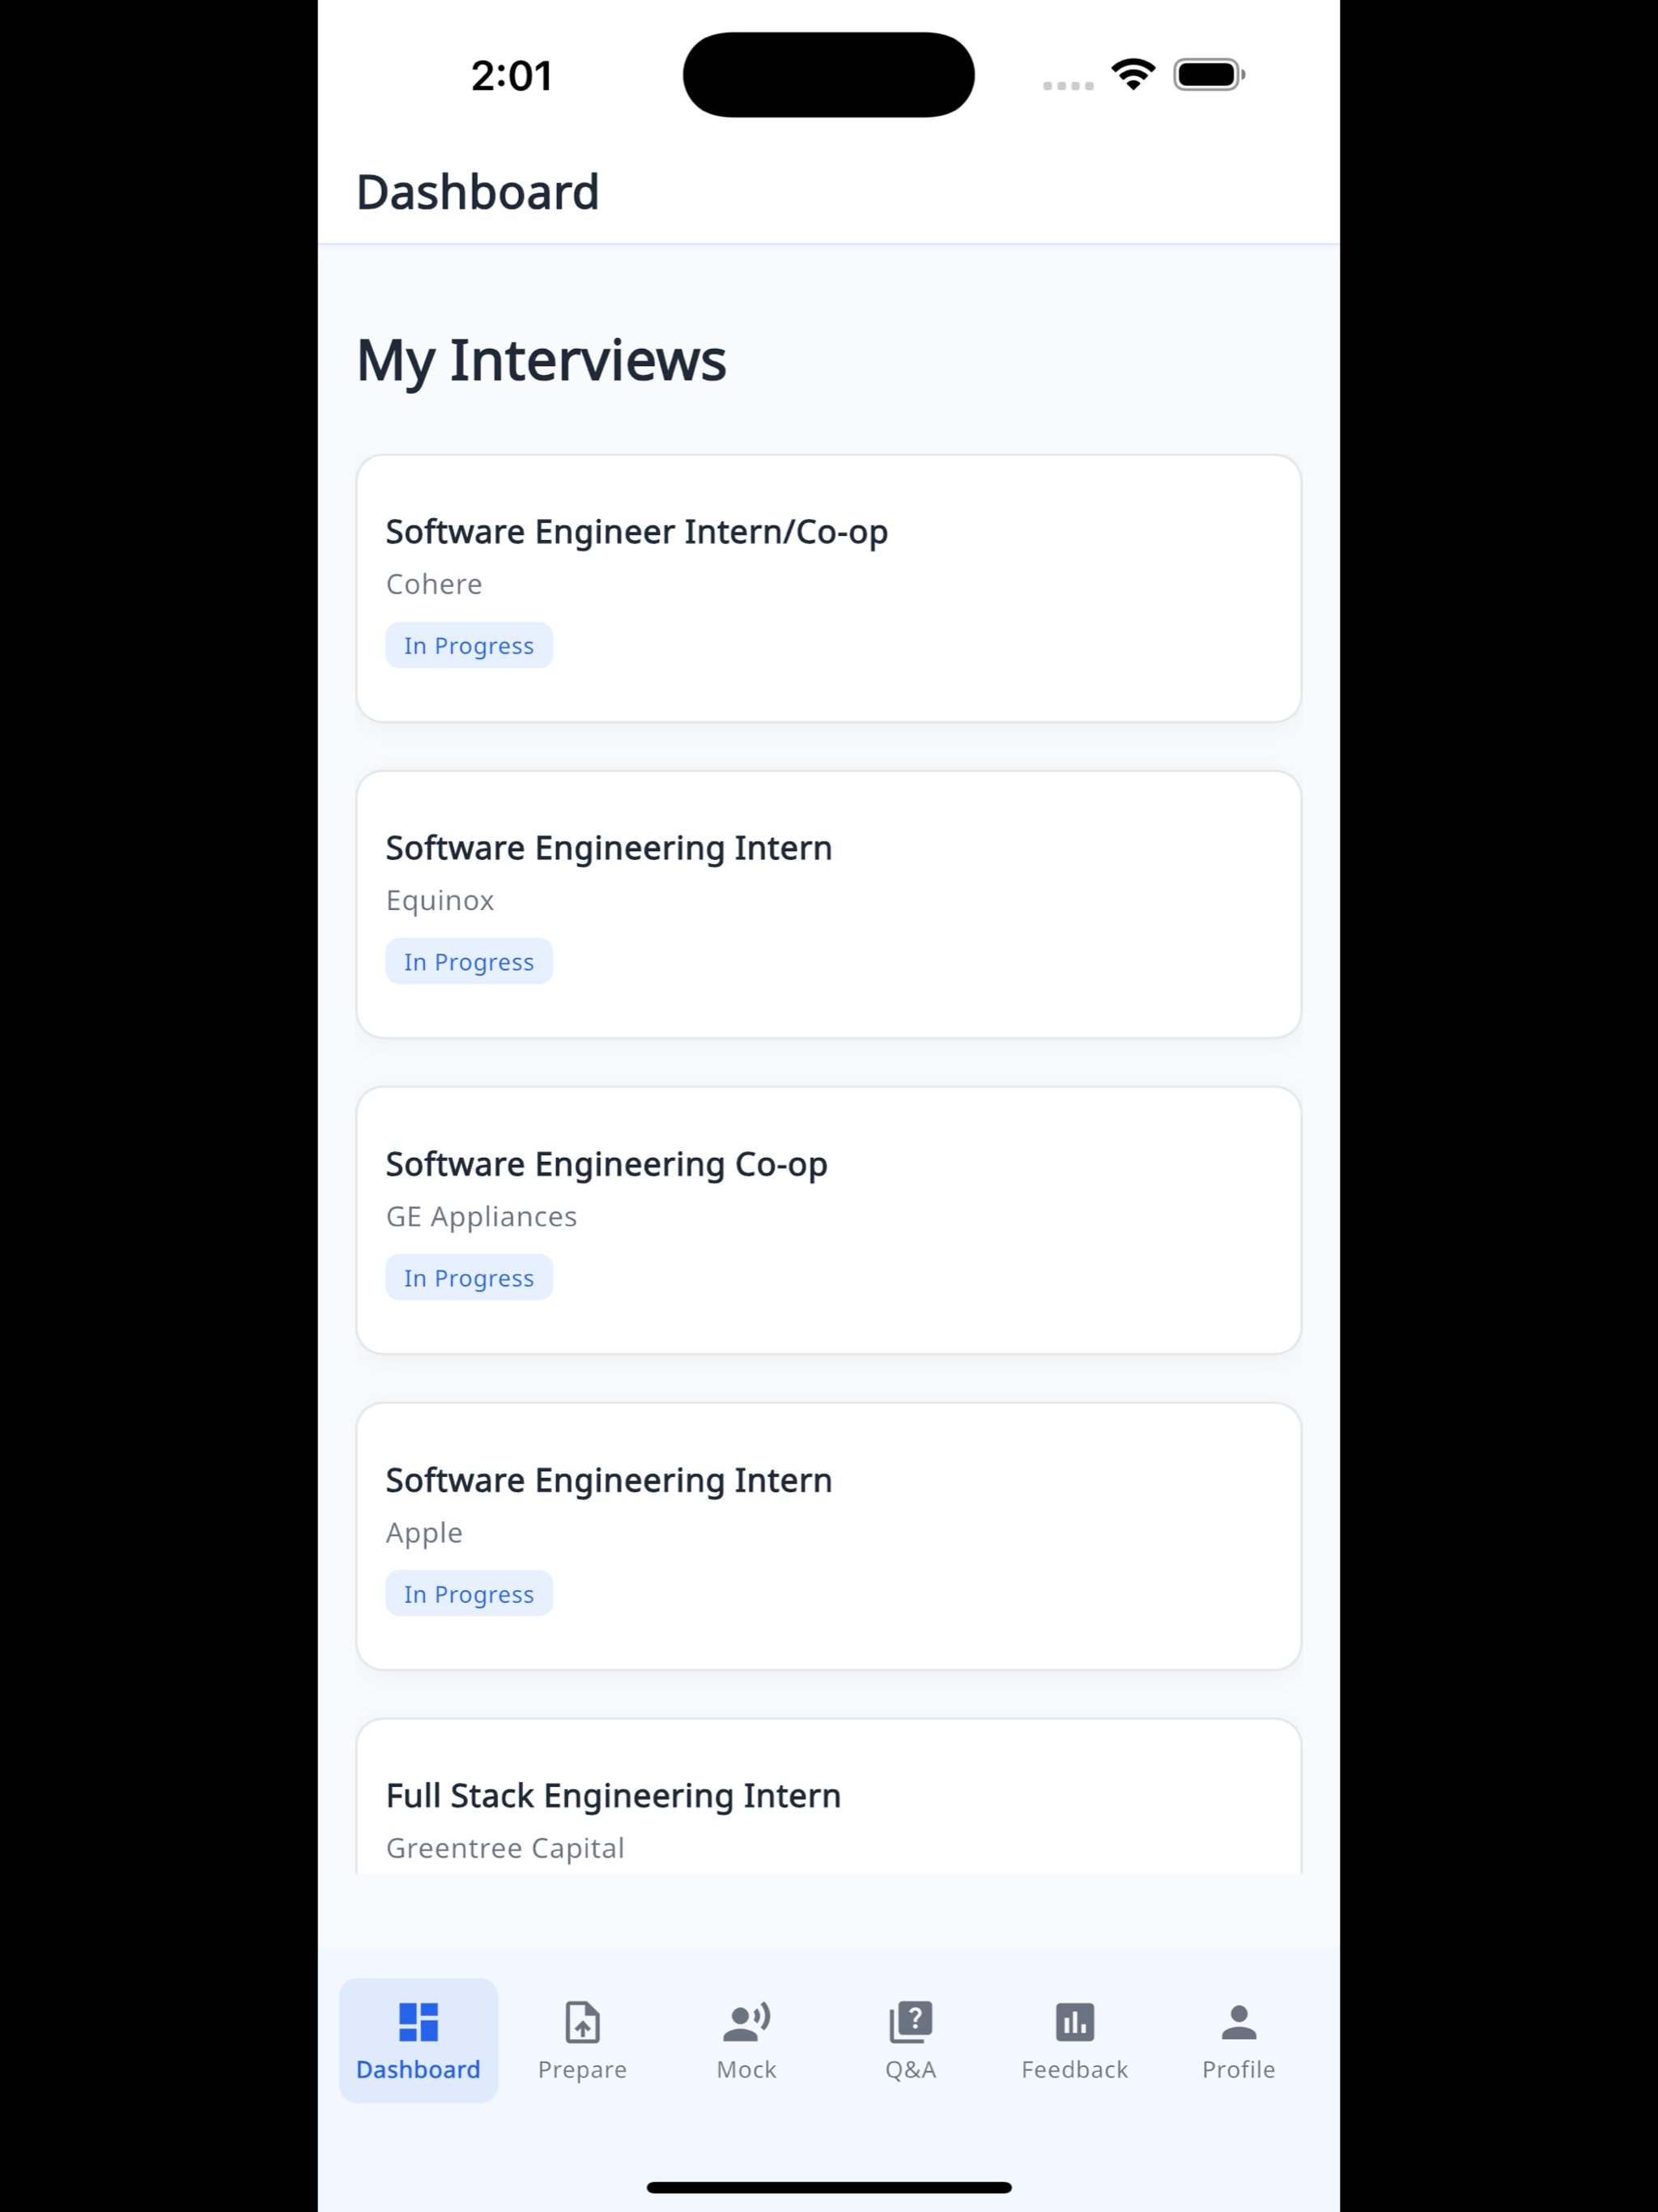 2:01
Dashboard
My Interviews
Software Engineer Intern/Co-op
Cohere
In Progress
Software Engineering Intern
Equinox
In Progress
Software Engineering Co-op
GE Appliances
In Progress
Software Engineering Intern
Apple
In Progress
Full Stack Engineering Intern
Greentree Capital
Dashboard Prepare Mock Q&A Feedback Profile